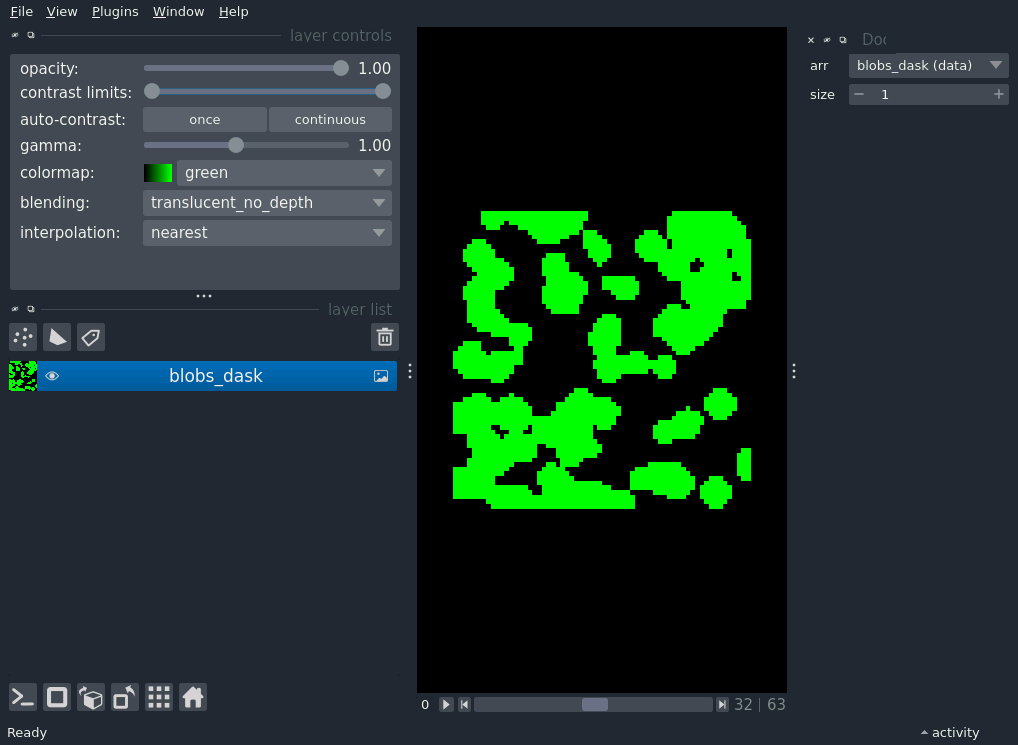 File View Plugins Window Help
layer controls
opacity: 1.00
contrast limits:
auto-contrast: once continuous
gamma: 1.00
colormap: green
blending: translucent_no_depth
interpolation: nearest
layer list
blobs_dask
Ready
0 32 | 63
arr blobs_dask (data)
size 1
activity